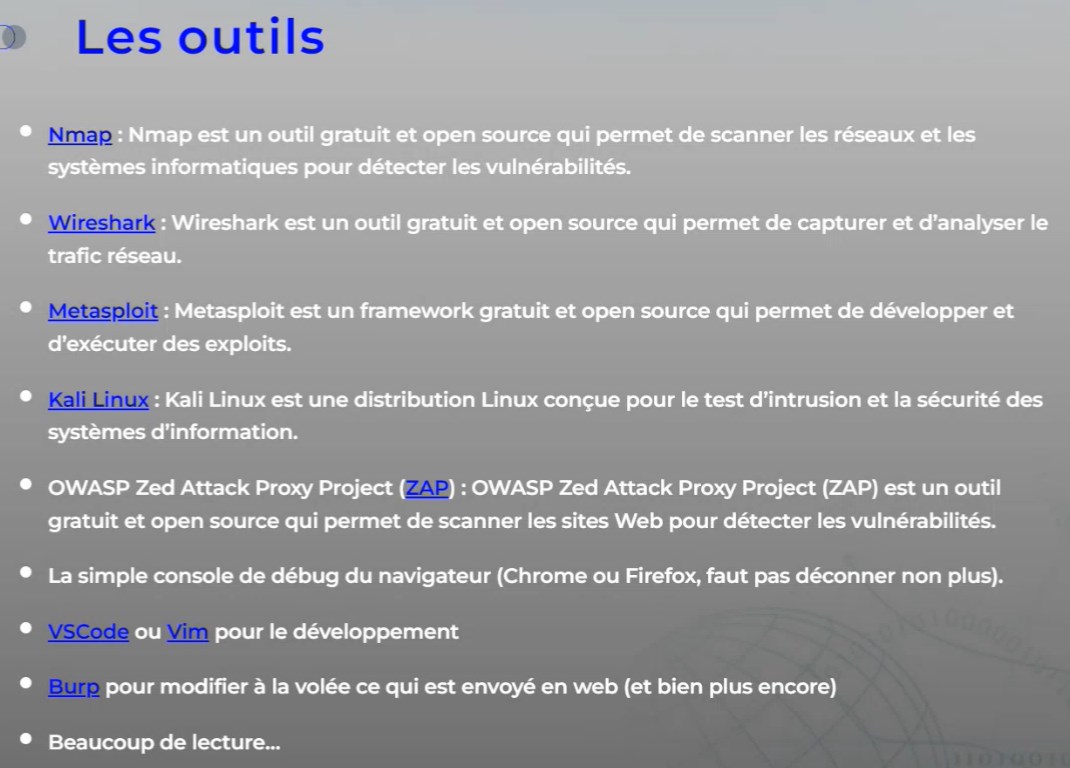 Les outils
Nmap : Nmap est un outil gratuit et open source qui permet de scanner les réseaux et les
systèmes informatiques pour détecter les vulnérabilités.
Wireshark : Wireshark est un outil gratuit et open source qui permet de capturer et d'analyser le
trafic réseau.
Metasploit : Metasploit est un framework gratuit et open source qui permet de développer et
d'exécuter des exploits.
Kali Linux : Kali Linux est une distribution Linux conçue pour le test d'intrusion et la sécurité des
systèmes d'information.
OWASP Zed Attack Proxy Project (ZAP) : OWASP Zed Attack Proxy Project (ZAP) est un outil
gratuit et open source qui permet de scanner les sites Web pour détecter les vulnérabilités.
La simple console de débug du navigateur (Chrome ou Firefox, faut pas déconner non plus).
VSCode ou Vim pour le développement
Burp pour modifier à la volée ce qui est envoyé en web (et bien plus encore)
Beaucoup de lecture...